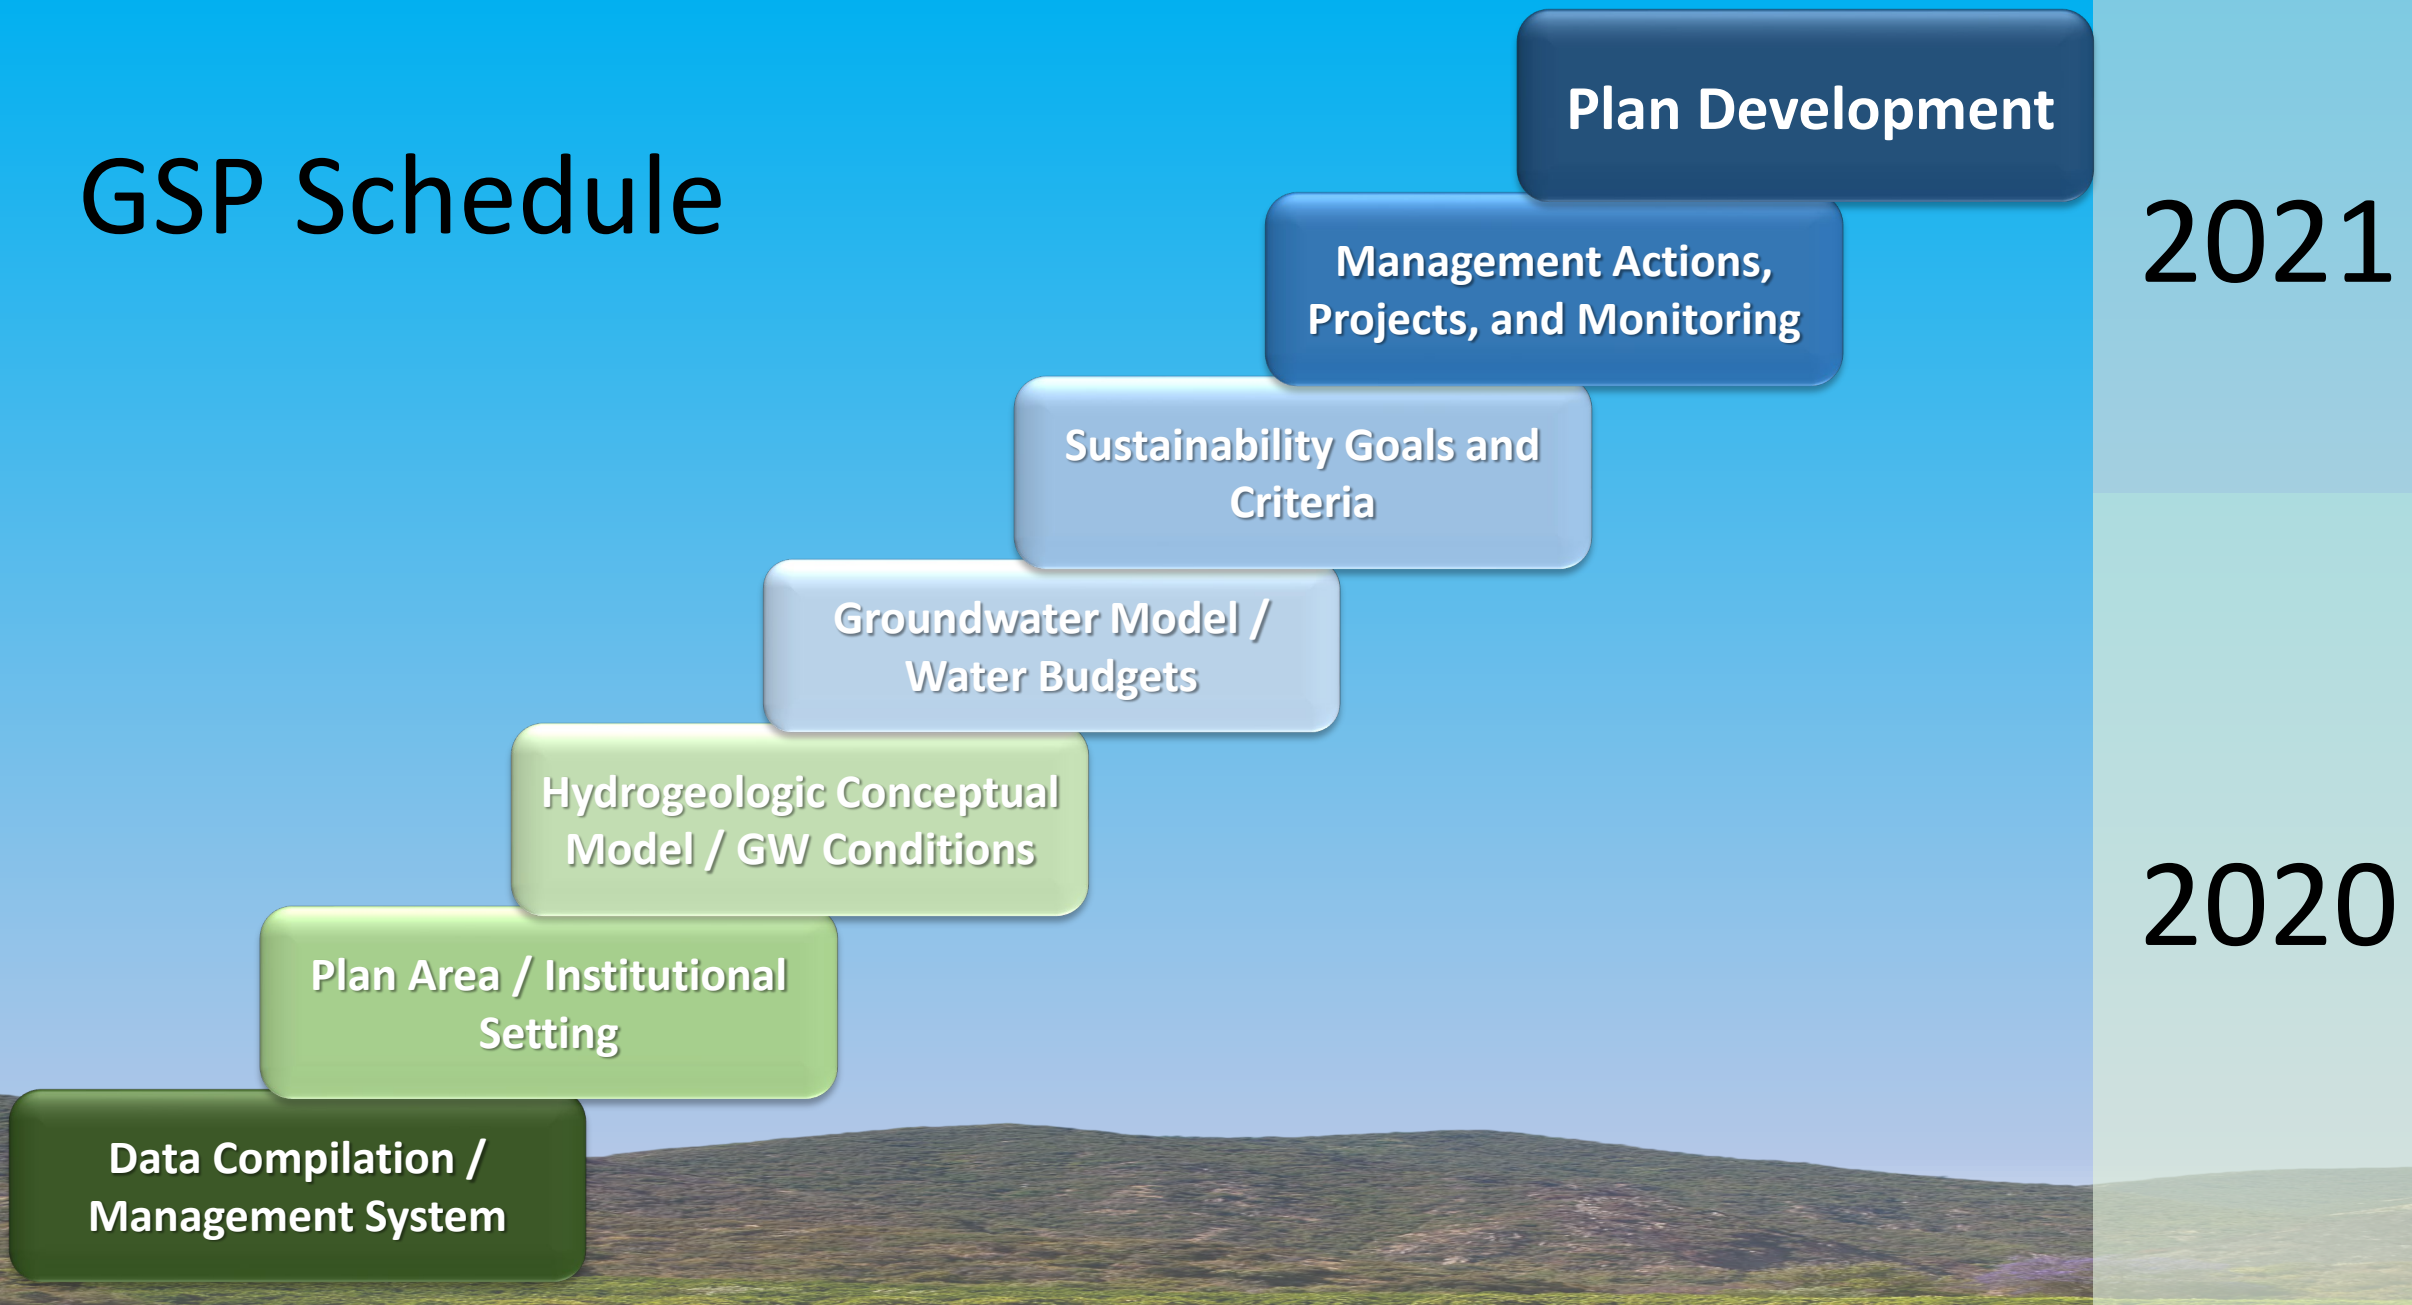 GSP Schedule
Plan Development
2021
Management Actions,
Projects, and Monitoring
Sustainability Goals and
Criteria
Groundwater Model /
Water Budgets
Hydrogeologic Conceptual
Model / GW Conditions
2020
Plan Area / Institutional
Setting
Data Compilation /
Management System